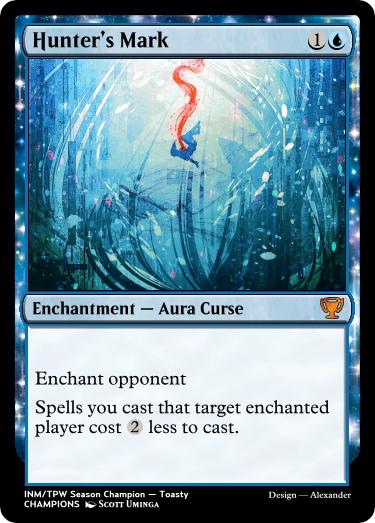 Hunter's Mark 1
Enchantment — Aura Curse
Enchant opponent
Spells you cast that target enchanted
player cost 2 less to cast.
INM/TPW Season Champion — Toasty
Design — Alexander
CHAMPIONS Scott Uminga